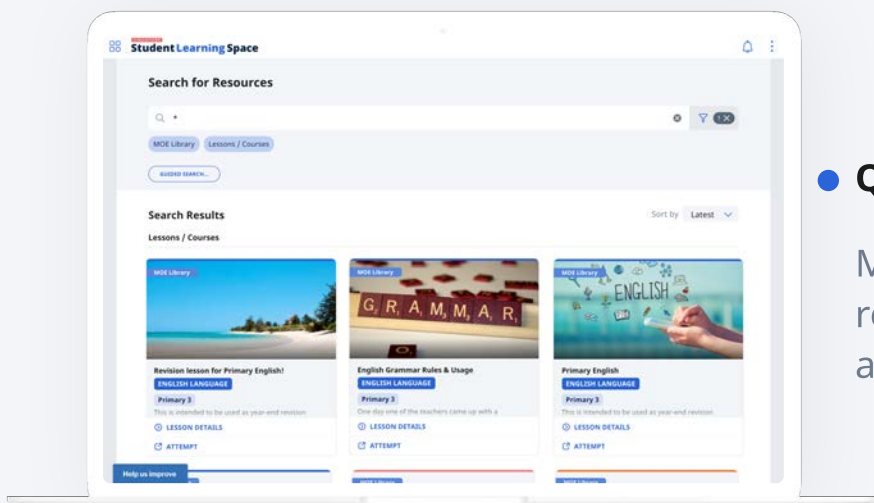 Student Learning Space
Search for Resources
*
MOE Library
Lessons / Courses
GUIDED SEARCH...
Search Results
Sort by Latest
Lessons / Courses
MOE Library
Revision lesson for Primary English!
ENGLISH LANGUAGE
Primary 3
This is intended to be used as year-end revision
LESSON DETAILS
ATTEMPT
MOE Library
GRAMMAR
English Grammar Rules & Usage
ENGLISH LANGUAGE
Primary 3
One day one of the teachers came up with a
LESSON DETAILS
ATTEMPT
MOE Library
ENGLISH
Primary English
ENGLISH LANGUAGE
Primary 3
This is intended to be used as year-end revision
LESSON DETAILS
ATTEMPT
Help us improve
MOE Library
MOE Library